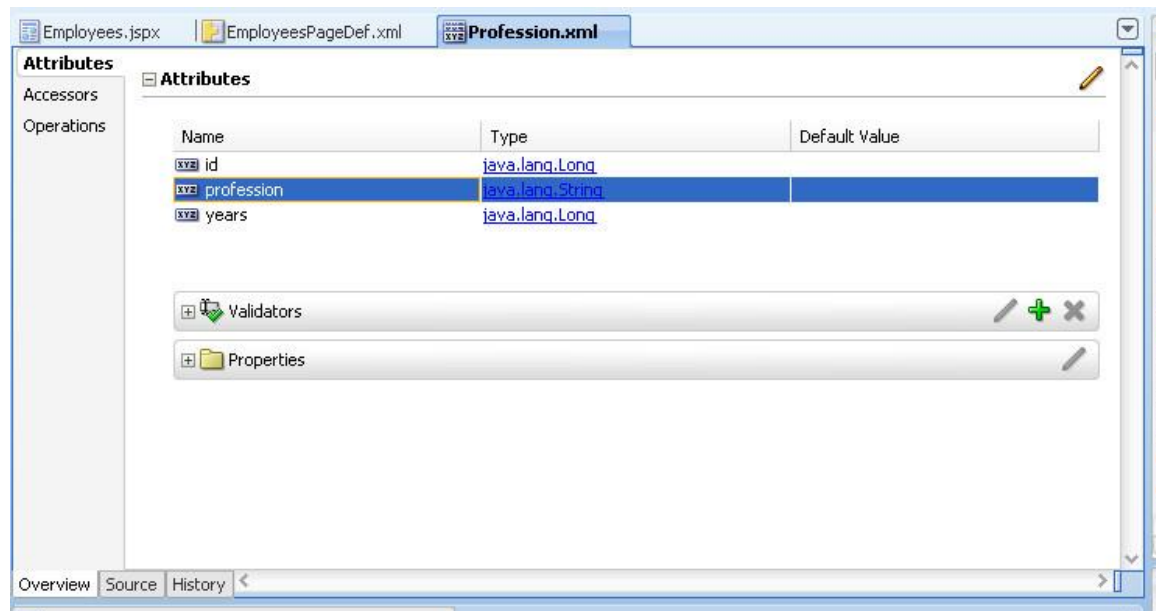 Employees.jspx EmployeesPageDef.xml Profession.xml
Attributes
Accessors
Operations
Attributes
Name Type Default Value
id java.lang.Long
profession java.lang.String
years java.lang.Long
Validators
Properties
Overview Source History